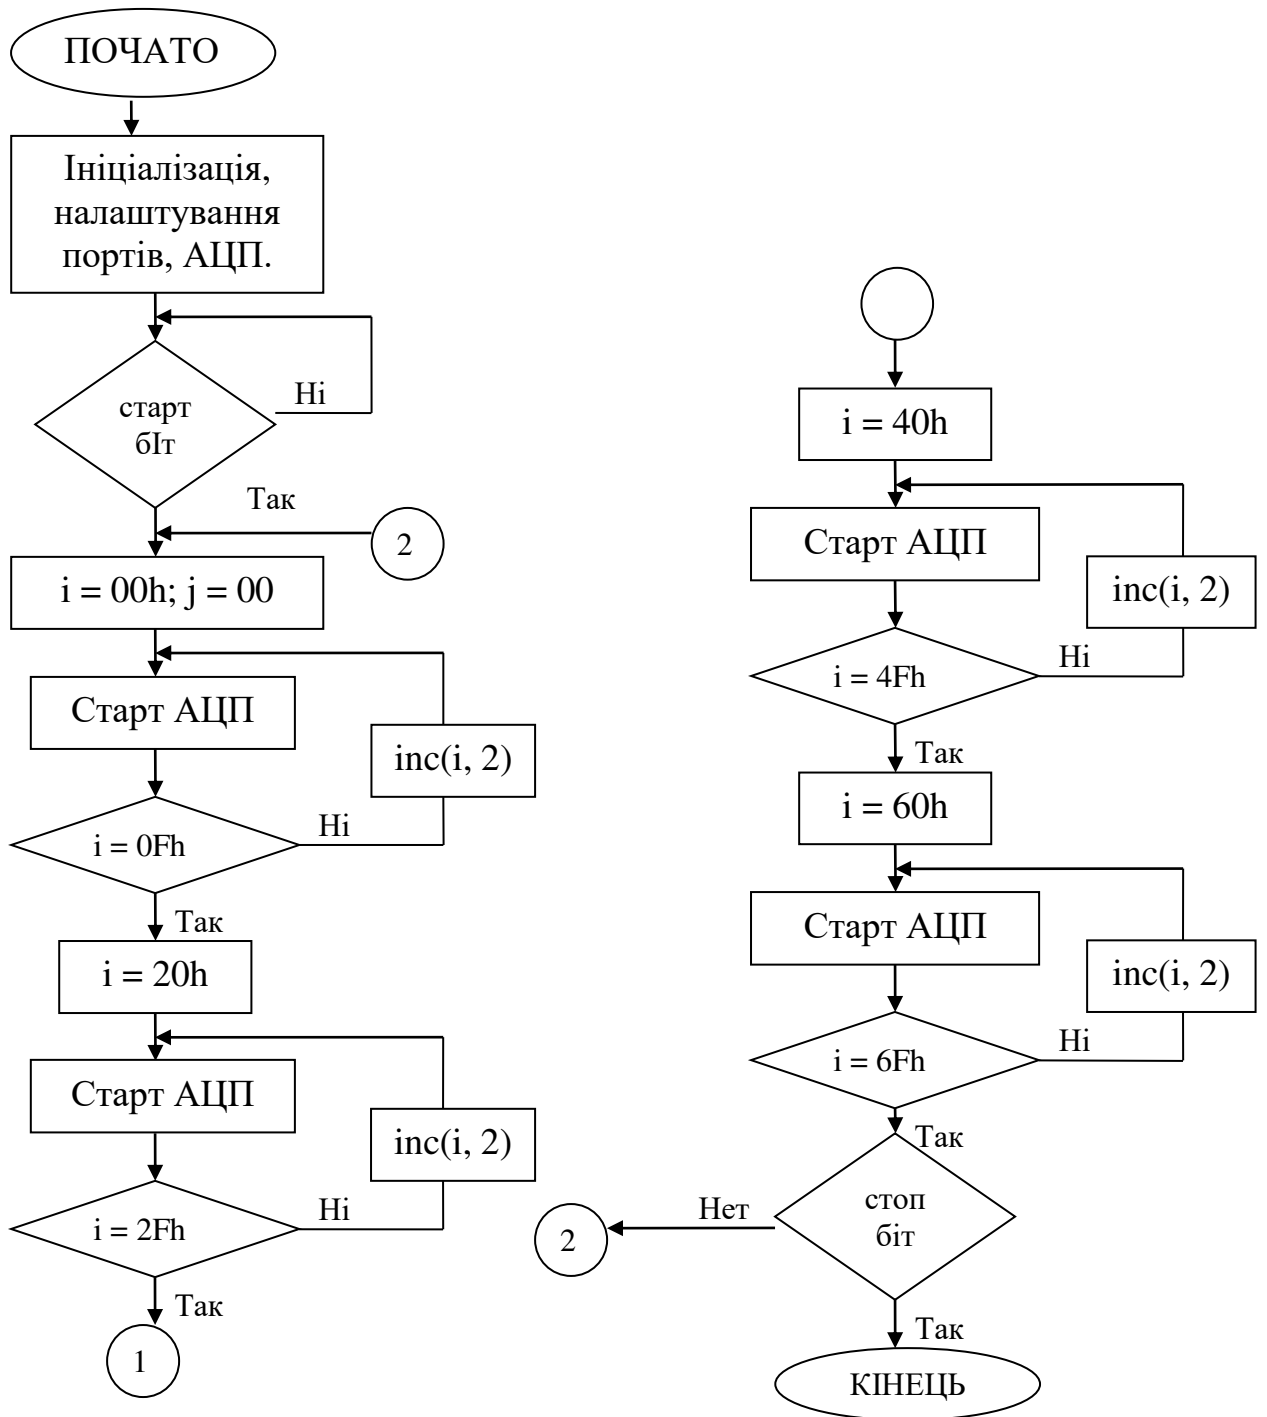 ПОЧАТО
Ініціалізація,
налаштування
портів, АЦП.
Ні
старт
бІт
Так
2
i = 00h; j = 00
Старт АЦП
inc(i, 2)
Ні
i = 0Fh
Так
i = 20h
Старт АЦП
inc(i, 2)
Ні
i = 2Fh
Так
1
i = 40h
Старт АЦП
inc(i, 2)
Ні
i = 4Fh
Так
i = 60h
Старт АЦП
inc(i, 2)
Ні
i = 6Fh
Так
стоп
біт
Нет
2
Так
КІНЕЦЬ